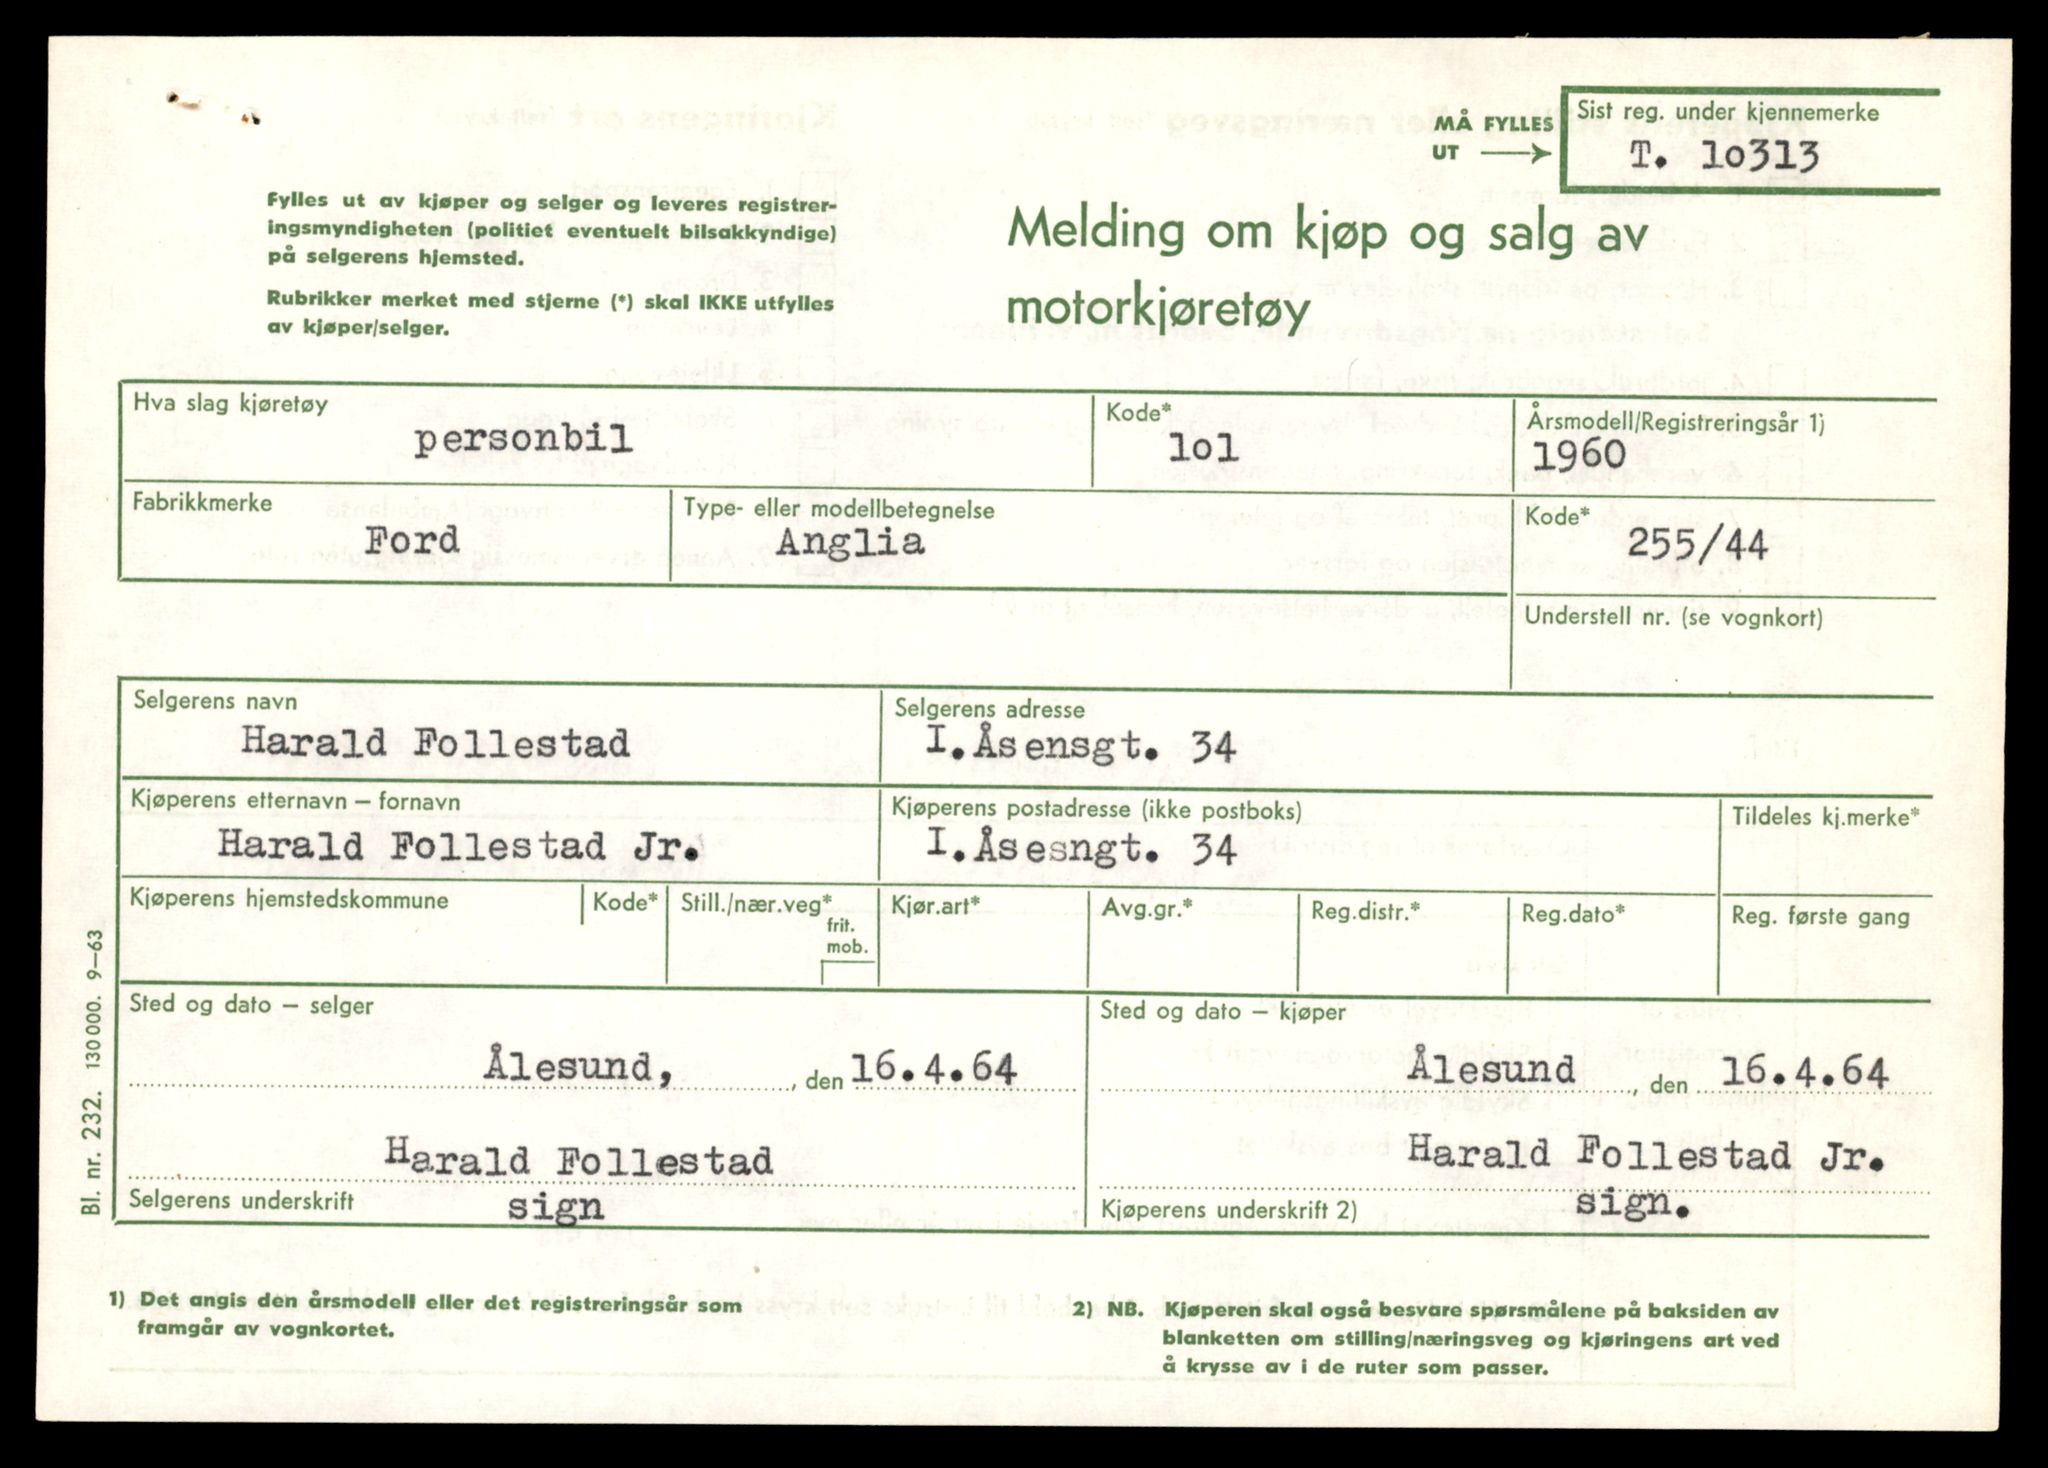 Sist reg. under kjennemerke
MÅ FYLLES
UT
T. 10313
Fylles ut av kjøper og selger og leveres registrer-
ingsmyndigheten (politiet eventuelt bilsakkyndige)
på selgerens hjemsted.
Rubrikker merket med stjerne (*) skal IKKE utfylles
av kjøper/selger.
Melding om kjøp og salg av
motorkjøretøy
Hva slag kjøretøy
personbil
Kode*
lol
Årsmodell/Registreringsår 1)
1960
Fabrikkmerke
Ford
Type- eller modellbetegnelse
Anglia
Kode*
255/44
Understell nr. (se vognkort)
Selgerens navn
Harald Follestad
Selgerens adresse
I.Åsensgt. 34
Kjøperens etternavn – fornavn
Harald Follestad Jr.
Kjøperens postadresse (ikke postboks)
I.Åsesngt. 34
Tildeles kj.merke*
Kjøperens hjemstedskommune
Kode*
Still./nær.veg*
frit.
mob.
Kjør.art*
Avg.gr.*
Reg.distr.*
Reg.dato*
Reg. første gang
Sted og dato – selger
Ålesund, , den 16.4.64
Harald Follestad
Selgerens underskrift
sign
Sted og dato – kjøper
Ålesund , den 16.4.64
Harald Follestad Jr.
Kjøperens underskrift 2)
sign.
Bl. nr. 232. 130 000. 9–63
1) Det angis den årsmodell eller det registreringsår som
framgår av vognkortet.
2) NB. Kjøperen skal også besvare spørsmålene på baksiden av
blanketten om stilling/næringsveg og kjøringens art ved
å krysse av i de ruter som passer.